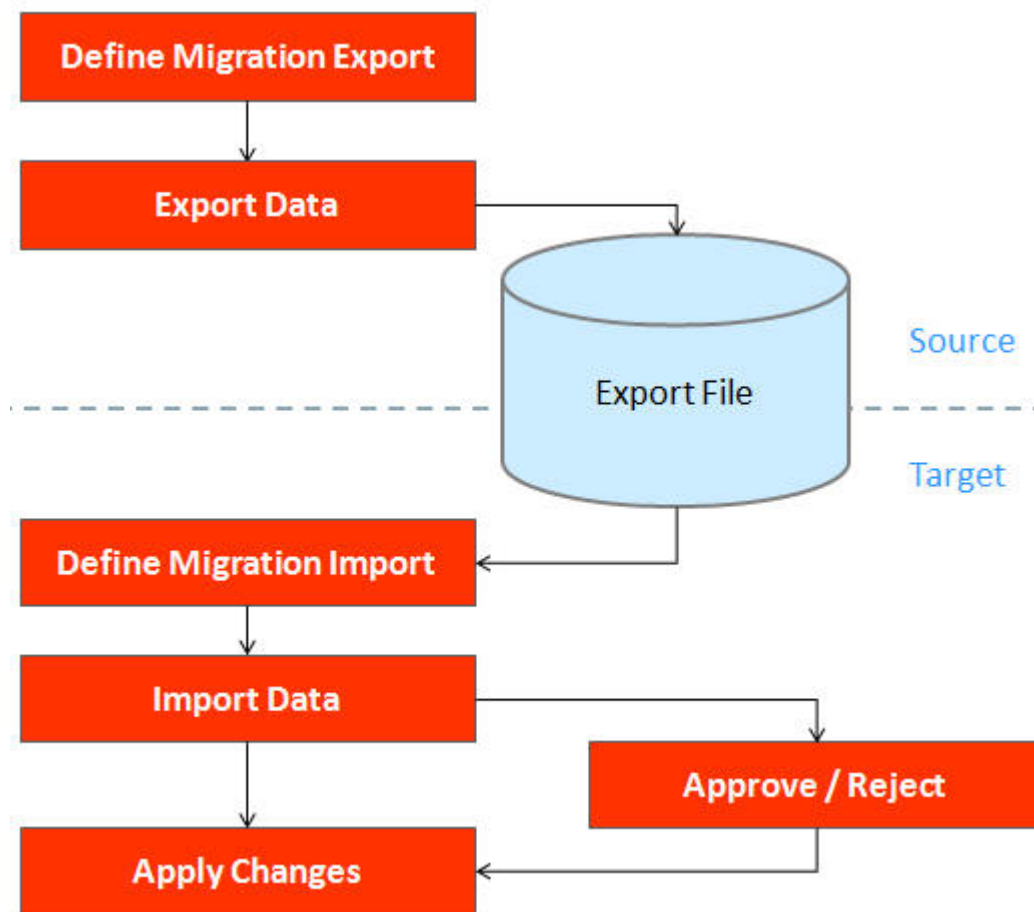 Define Migration Export
Export Data
Source
Export File
Target
Define Migration Import
Import Data
Approve / Reject
Apply Changes